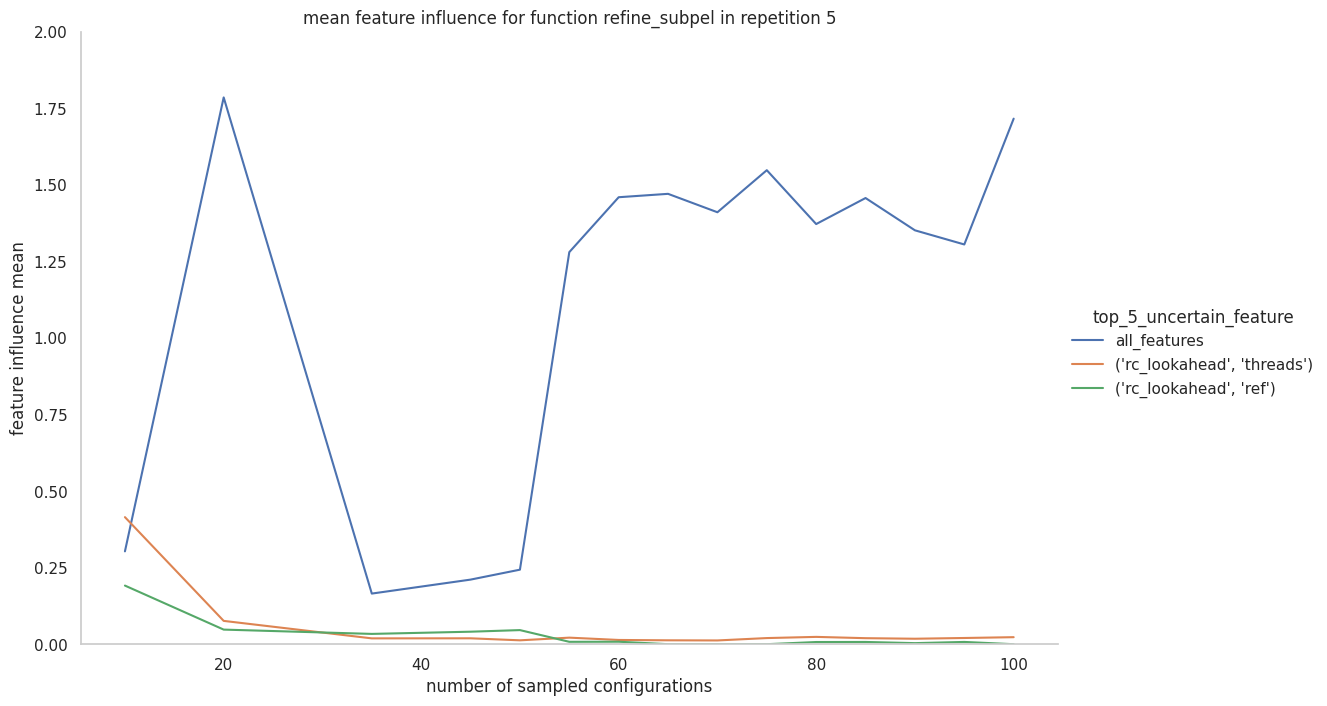 mean feature influence for function refine_subpel in repetition 5
2.00
1.75
1.50
1.25
1.00
0.75
0.50
0.25
0.00
feature influence mean
20
40
60
80
100
number of sampled configurations
top_5_uncertain_feature
all_features
('rc_lookahead', 'threads')
('rc_lookahead', 'ref')